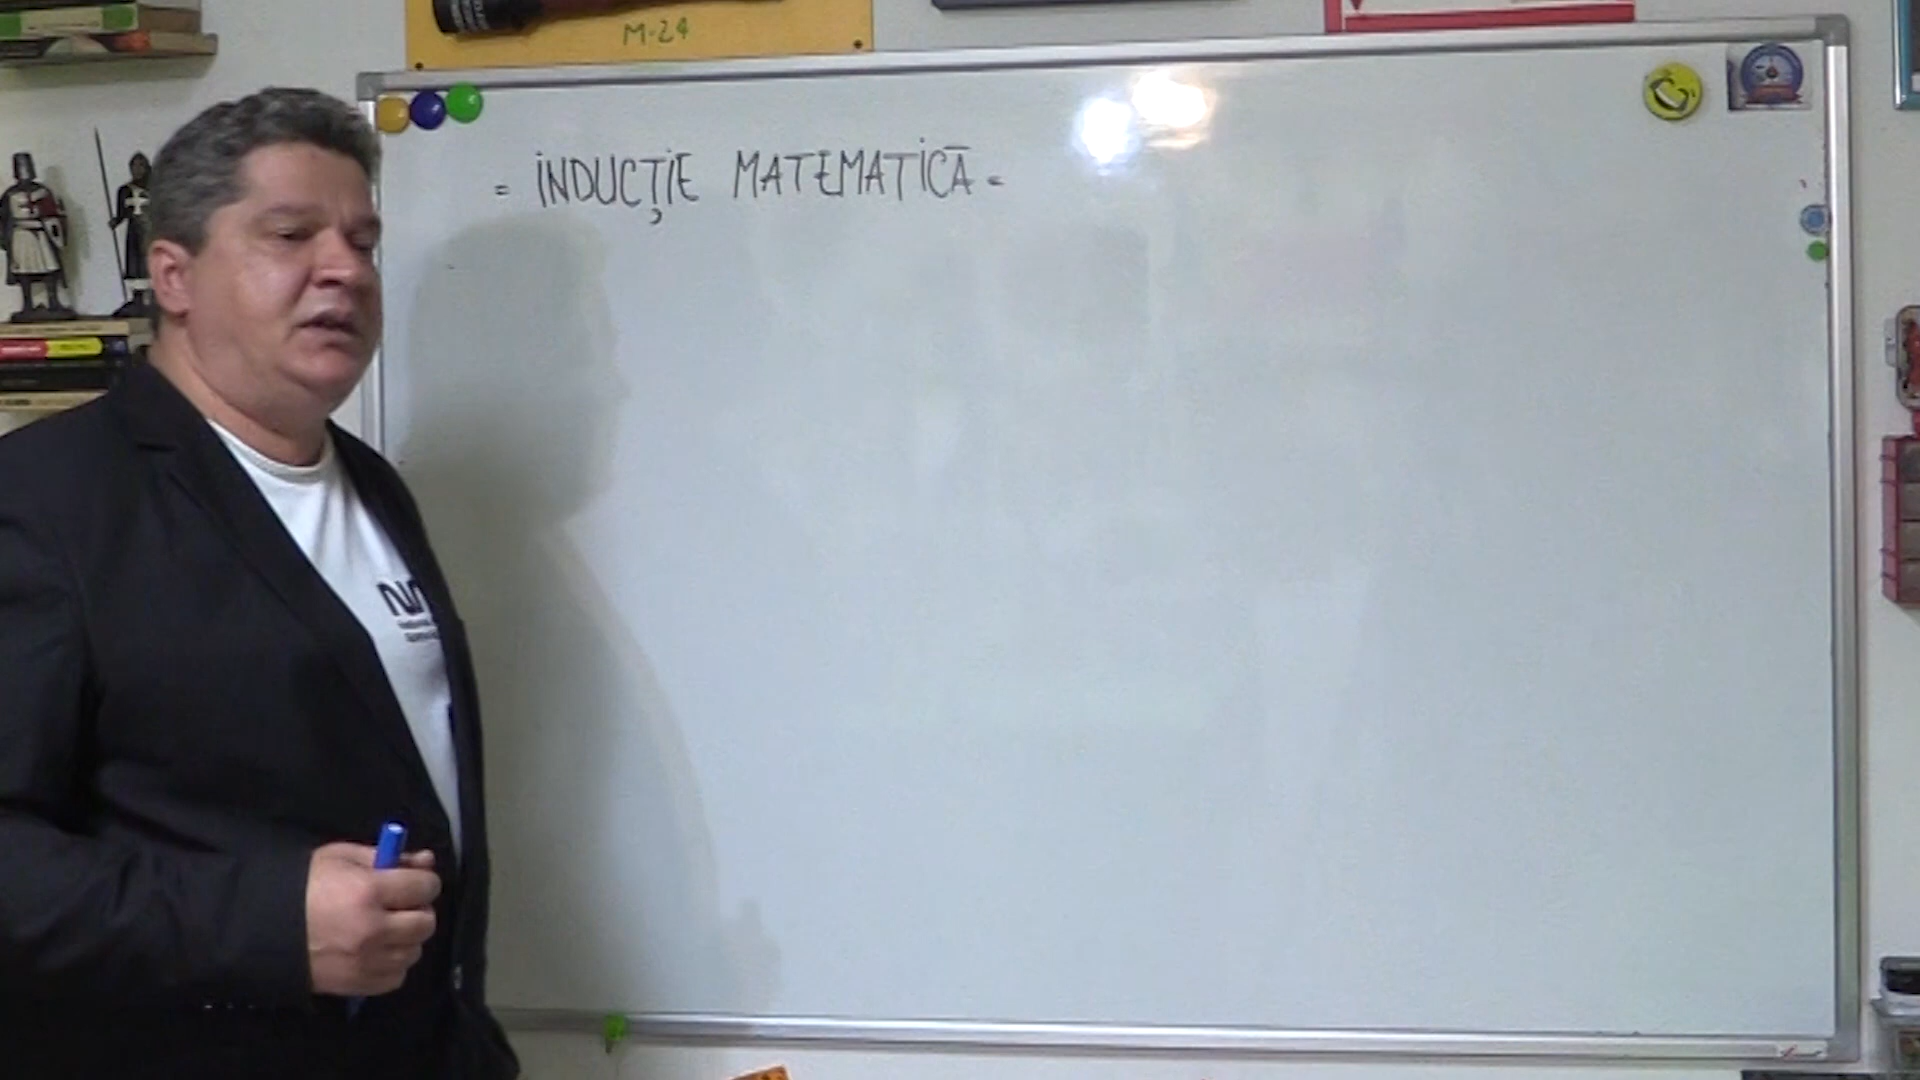 M-24
= INDUCȚIE MATEMATICĂ =